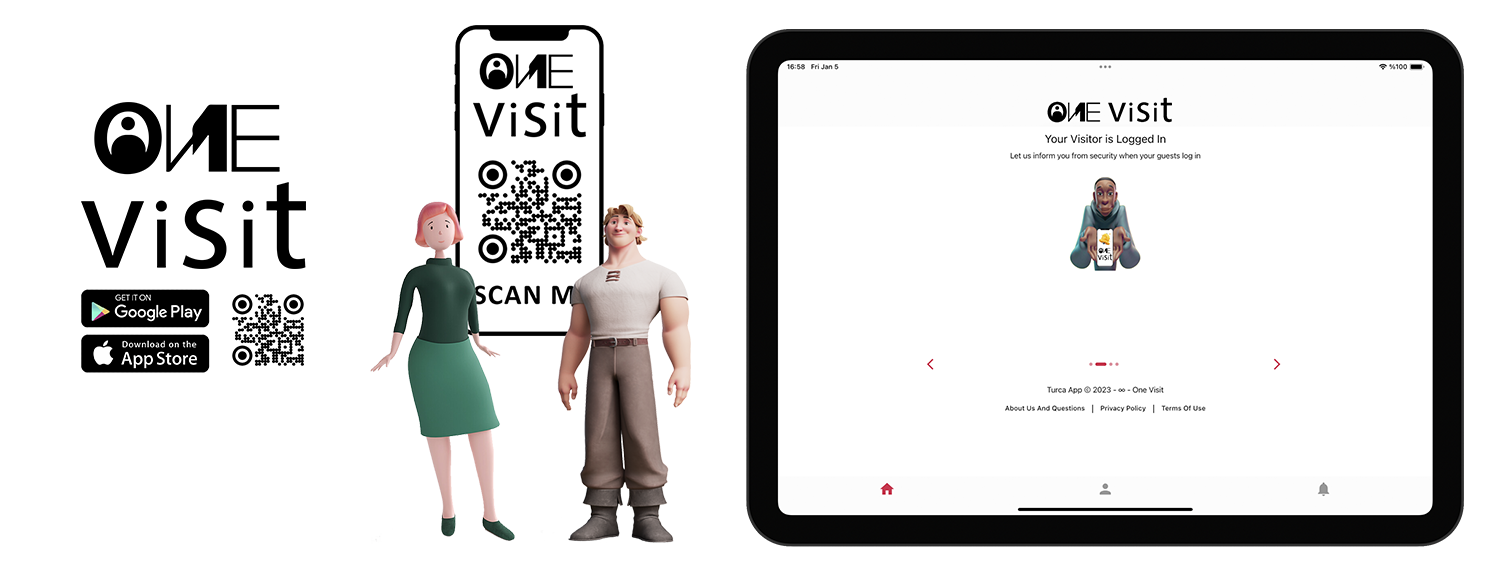 ONE
ViSit
GET IT ON
Google Play
Download on the
App Store
ONE
ViSit
SCAN M
16:58 Fri Jan 5
%100
ONE ViSit
Your Visitor is Logged In
Let us inform you from security when your guests log in
ONE
ViSit
Turca App © 2023 - ∞ - One Visit
About Us And Questions | Privacy Policy | Terms Of Use